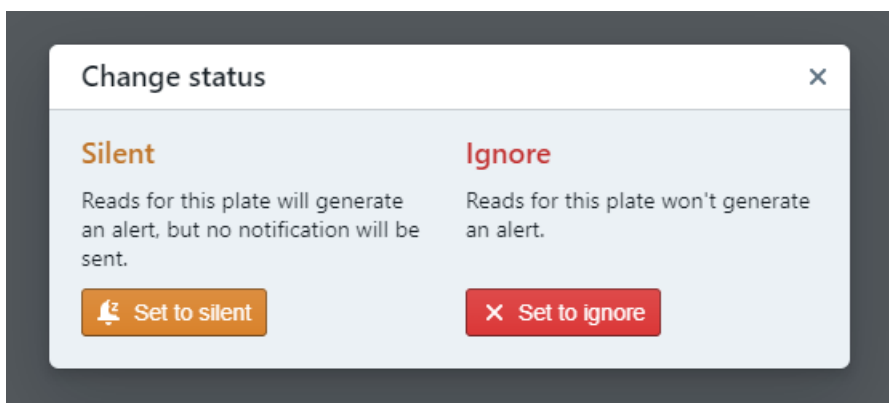 Change status
Silent
Reads for this plate will generate
an alert, but no notification will be
sent.
Set to silent
Ignore
Reads for this plate won't generate
an alert.
Set to ignore